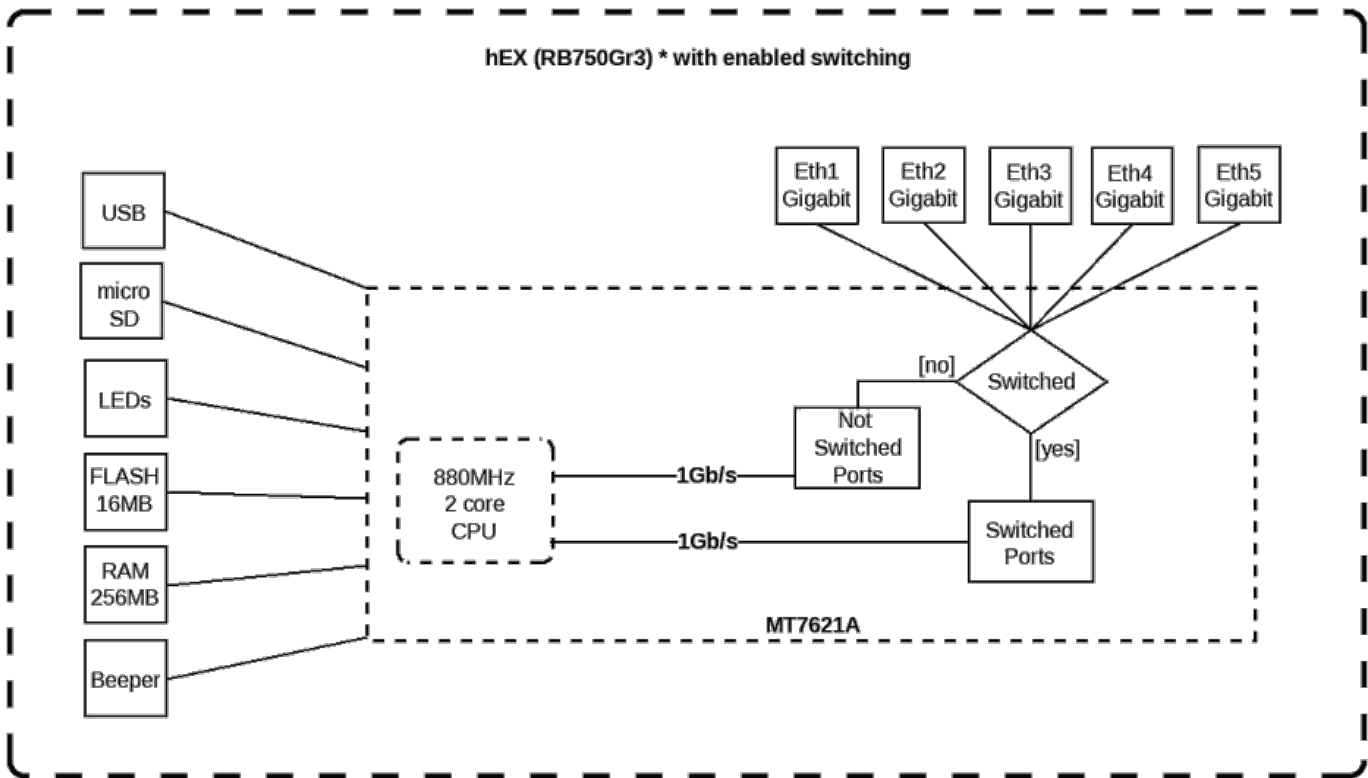 hEX (RB750Gr3) * with enabled switching
Eth1
Gigabit
Eth2
Gigabit
Eth3
Gigabit
Eth4
Gigabit
Eth5
Gigabit
USB
micro
SD
LEDs
FLASH
16MB
RAM
256MB
Beeper
[no]
Switched
[yes]
Not
Switched
Ports
880MHz
2 core
CPU
1Gb/s
1Gb/s
Switched
Ports
MT7621A